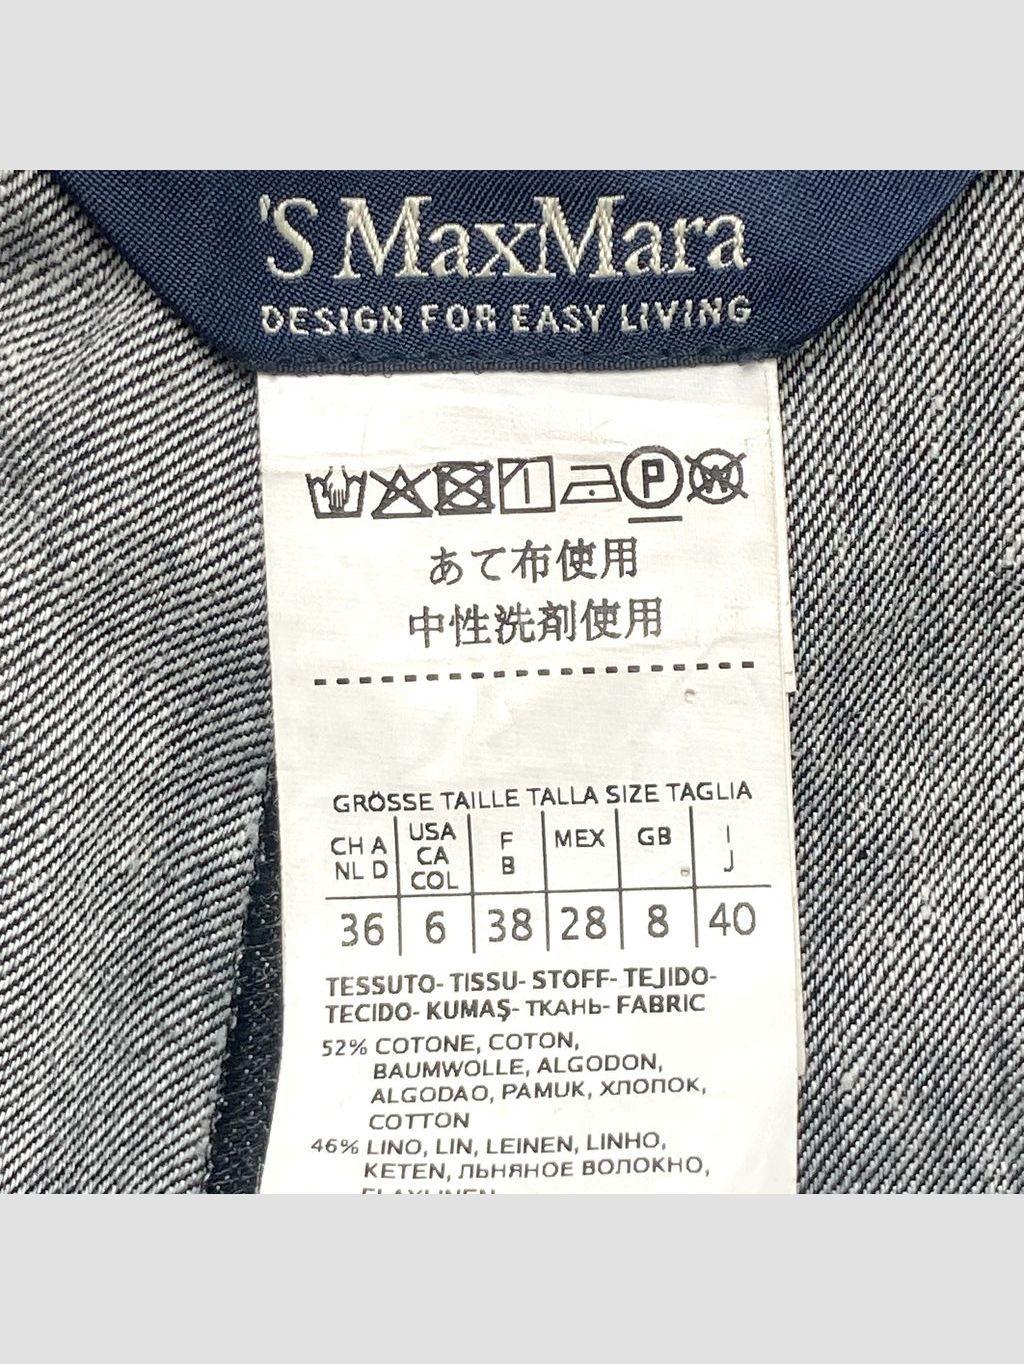 'S MaxMara
DESIGN FOR EASY LIVING
P W
あて布使用
中性洗剤使用
GRÖSSE TAILLE TALLA SIZE TAGLIA
CH A NL D
USA CA COL
F B
MEX
GB
I J
36 6 38 28 8 40
TESSUTO- TISSU- STOFF- TEJIDO-
TECIDO- KUMAŞ- ТКАНЬ- FABRIC
52% COTONE, COTON,
BAUMWOLLE, ALGODON,
ALGODAO, PAMUK, ХЛОПОК,
COTTON
46% LINO, LIN, LEINEN, LINHO,
KETEN, ЛЬНЯНОЕ ВОЛОКНО,